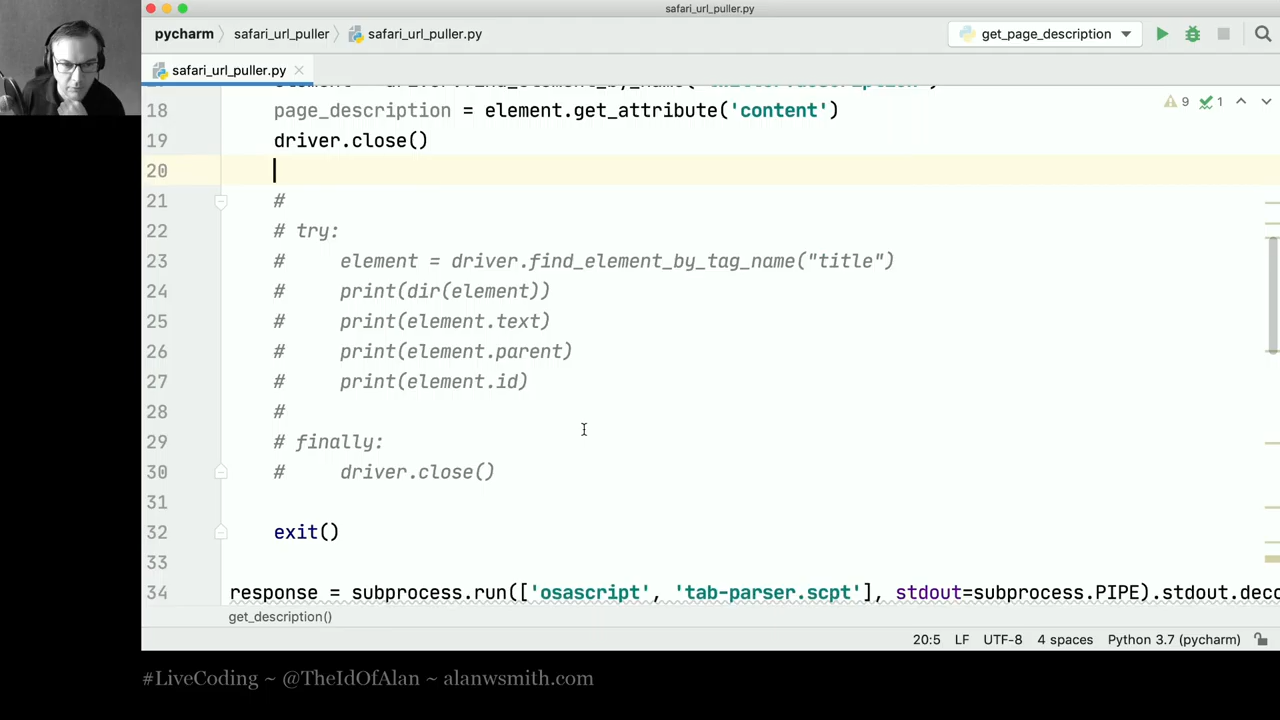 safari_url_puller.py
pycharm safari_url_puller safari_url_puller.py get_page_description
safari_url_puller.py
9 1
18 page_description = element.get_attribute('content')
19 driver.close()
20
21 #
22 # try:
23 # element = driver.find_element_by_tag_name("title")
24 # print(dir(element))
25 # print(element.text)
26 # print(element.parent)
27 # print(element.id)
28 #
29 # finally:
30 # driver.close()
31
32 exit()
33
34 response = subprocess.run(['osascript', 'tab-parser.scpt'], stdout=subprocess.PIPE).stdout.deco
get_description()
20:5 LF UTF-8 4 spaces Python 3.7 (pycharm)
#LiveCoding ~ @TheIdOfAlan ~ alanwsmith.com